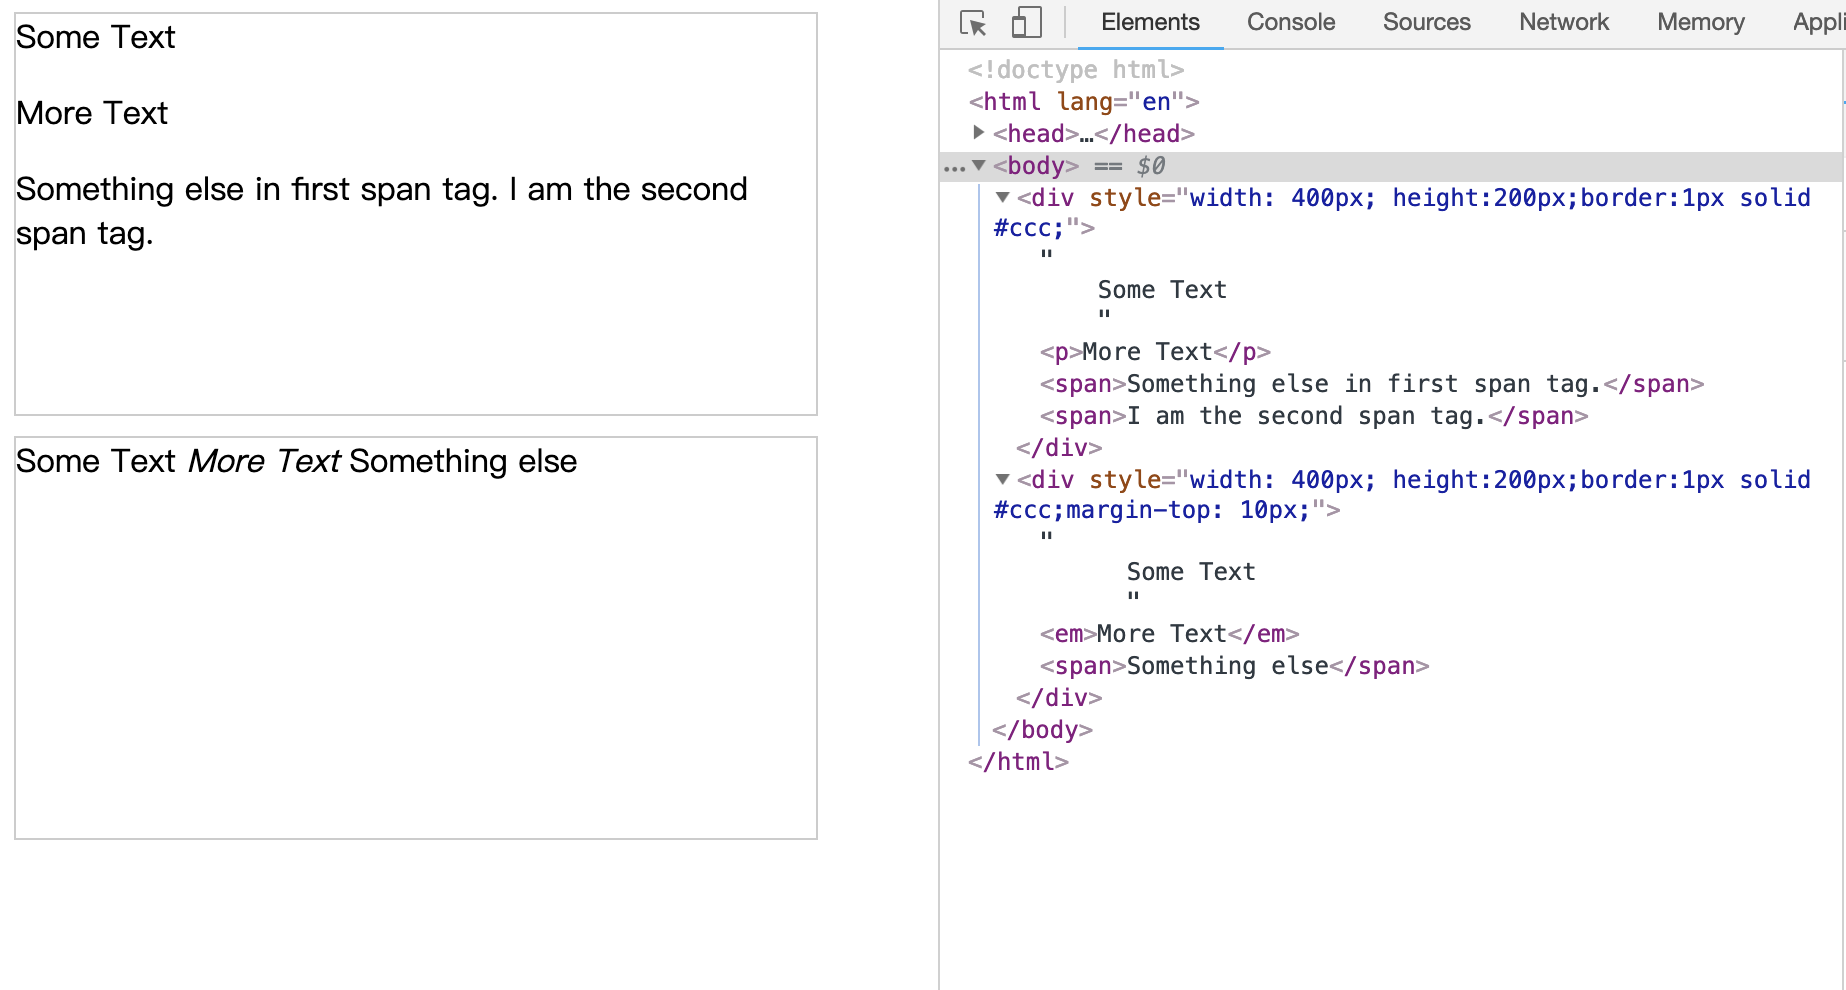 Some Text
More Text
Something else in first span tag. I am the second
span tag.
Some Text More Text Something else
Elements Console Sources Network Memory Appli
<!doctype html>
<html lang="en">
<head>…</head>
… <body> == $0
<div style="width: 400px; height:200px;border:1px solid
#ccc;">
"
Some Text
"
<p>More Text</p>
<span>Something else in first span tag.</span>
<span>I am the second span tag.</span>
</div>
<div style="width: 400px; height:200px;border:1px solid
#ccc;margin-top: 10px;">
"
Some Text
"
<em>More Text</em>
<span>Something else</span>
</div>
</body>
</html>